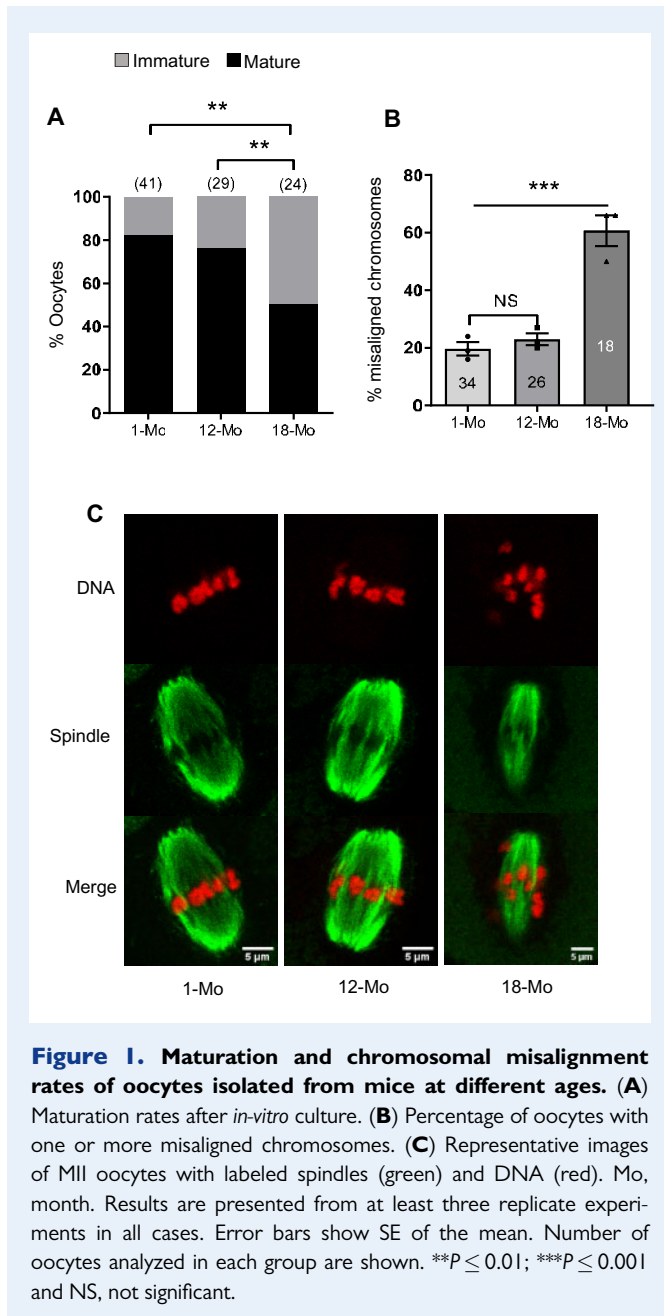 Immature Mature
A
**
**
(41) (29) (24)
100
80
60
40
20
0
% Oocytes
1-Mo 12-Mo 18-Mo
B
80
60
40
20
0
% misaligned chromosomes
***
NS
34 26 18
1-Mo 12-Mo 18-Mo
C
DNA
Spindle
Merge
5 μm 5 μm 5 μm
1-Mo 12-Mo 18-Mo
Figure 1. Maturation and chromosomal misalignment
rates of oocytes isolated from mice at different ages. (A)
Maturation rates after in-vitro culture. (B) Percentage of oocytes with
one or more misaligned chromosomes. (C) Representative images
of MII oocytes with labeled spindles (green) and DNA (red). Mo,
month. Results are presented from at least three replicate experi-
ments in all cases. Error bars show SE of the mean. Number of
oocytes analyzed in each group are shown. **P ≤ 0.01; ***P ≤ 0.001
and NS, not significant.